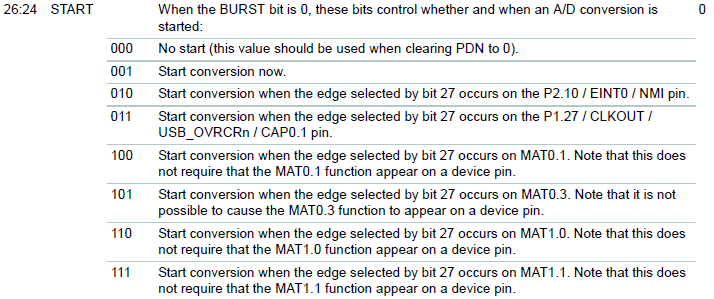 26:24 START When the BURST bit is 0, these bits control whether and when an A/D conversion is 0
started:
000 No start (this value should be used when clearing PDN to 0).
001 Start conversion now.
010 Start conversion when the edge selected by bit 27 occurs on the P2.10 / EINT0 / NMI pin.
011 Start conversion when the edge selected by bit 27 occurs on the P1.27 / CLKOUT /
USB_OVRCRn / CAP0.1 pin.
100 Start conversion when the edge selected by bit 27 occurs on MAT0.1. Note that this does
not require that the MAT0.1 function appear on a device pin.
101 Start conversion when the edge selected by bit 27 occurs on MAT0.3. Note that it is not
possible to cause the MAT0.3 function to appear on a device pin.
110 Start conversion when the edge selected by bit 27 occurs on MAT1.0. Note that this does
not require that the MAT1.0 function appear on a device pin.
111 Start conversion when the edge selected by bit 27 occurs on MAT1.1. Note that this does
not require that the MAT1.1 function appear on a device pin.